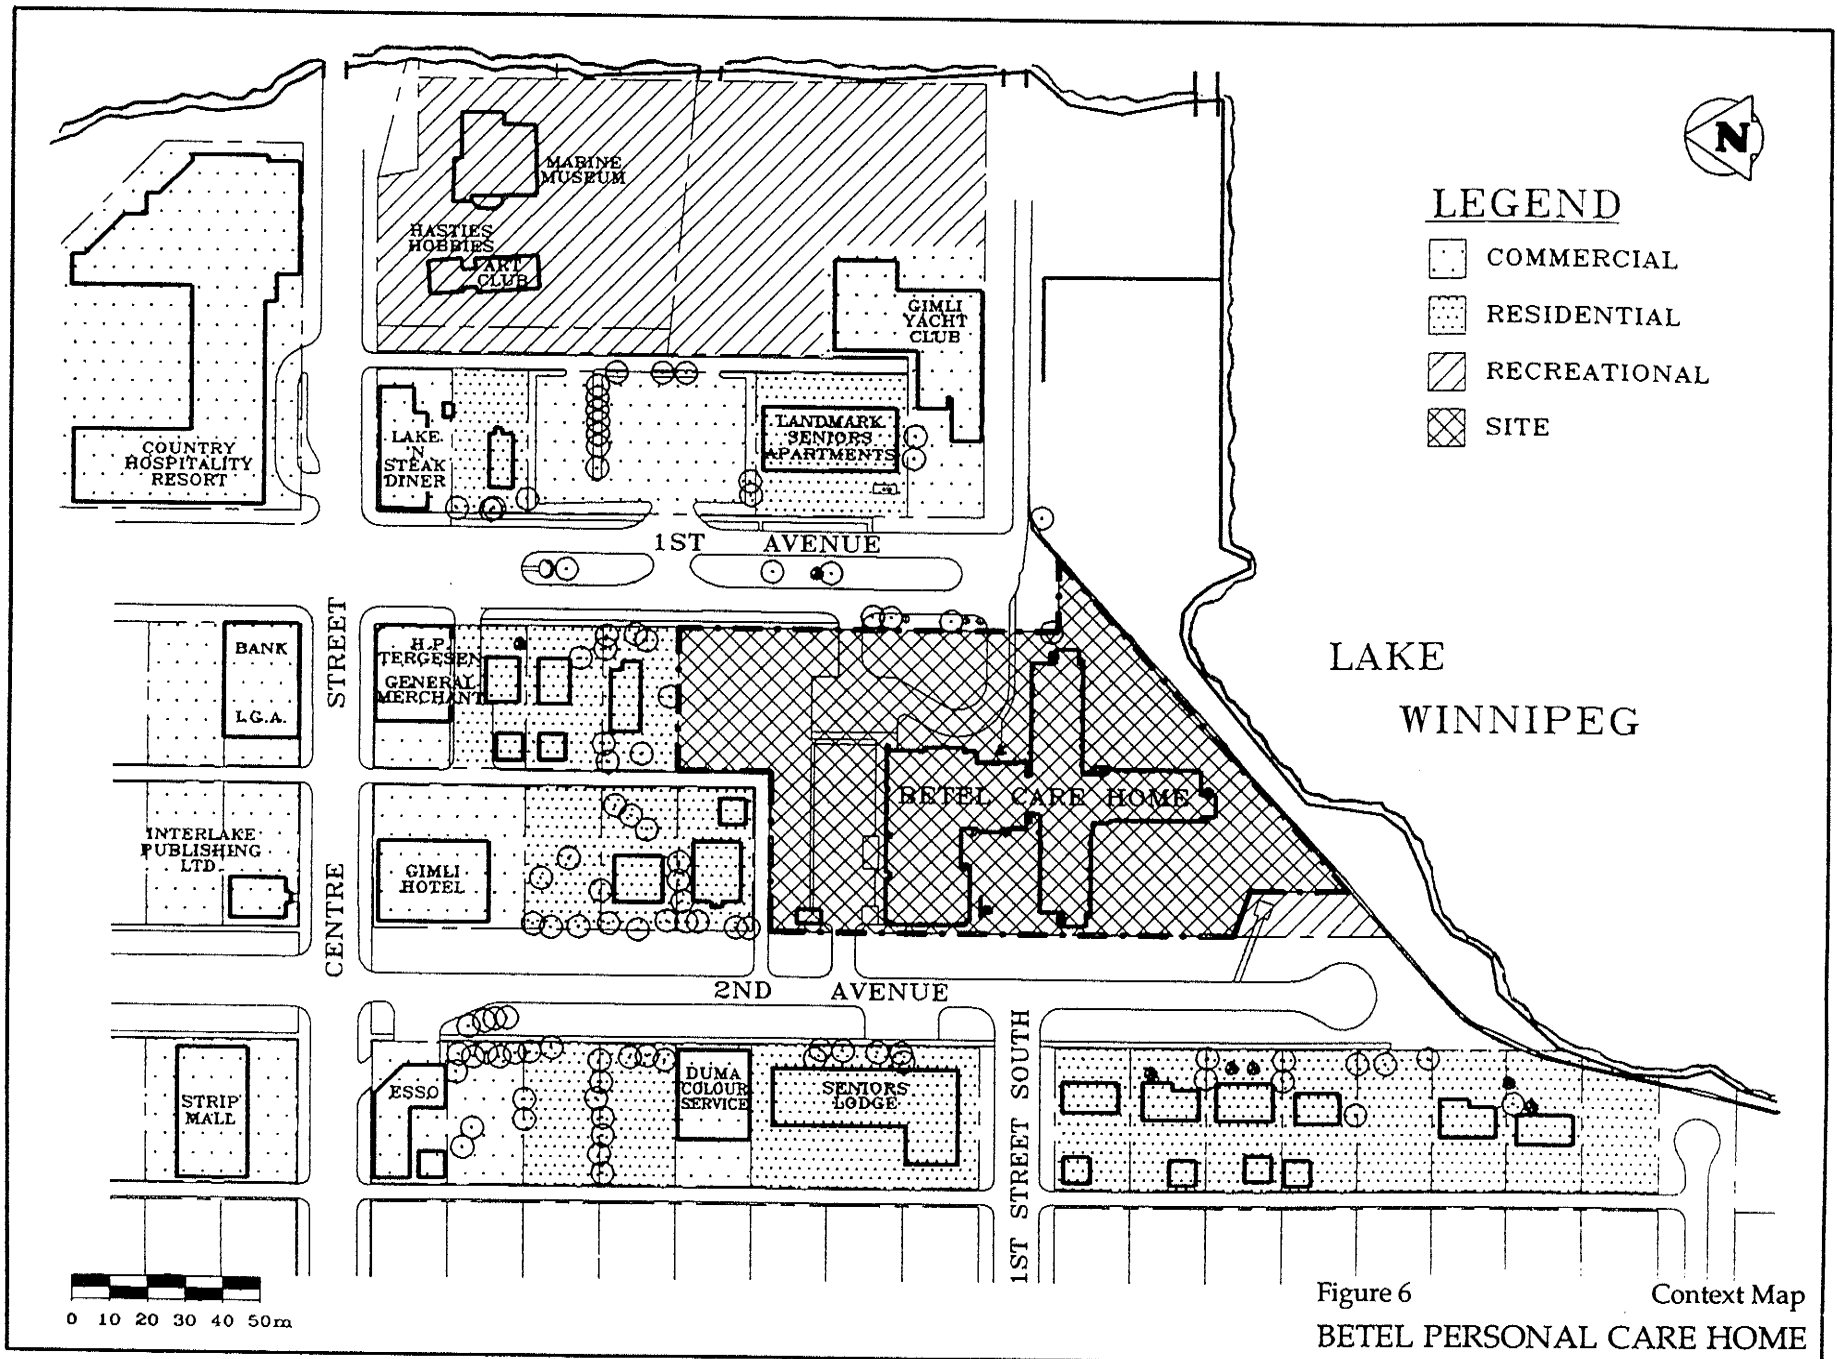 N
LEGEND
COMMERCIAL
RESIDENTIAL
RECREATIONAL
SITE
MARINE
MUSEUM
HASTIES
HOBBIES
ART
CLUB
GIMLI
YACHT
CLUB
COUNTRY
HOSPITALITY
RESORT
LAKE
'N
STEAK
DINER
LANDMARK
SENIORS
APARTMENTS
1ST AVENUE
BANK
L.G.A.
STREET
H.P.
TERGESEN
GENERAL
MERCHANT
LAKE
WINNIPEG
BETEL CARE HOME
INTERLAKE
PUBLISHING
LTD.
CENTRE
GIMLI
HOTEL
2ND AVENUE
STRIP
MALL
ESSO
DUMA
COLOUR
SERVICE
SENIORS
LODGE
1ST STREET SOUTH
0 10 20 30 40 50m
Figure 6 Context Map
BETEL PERSONAL CARE HOME